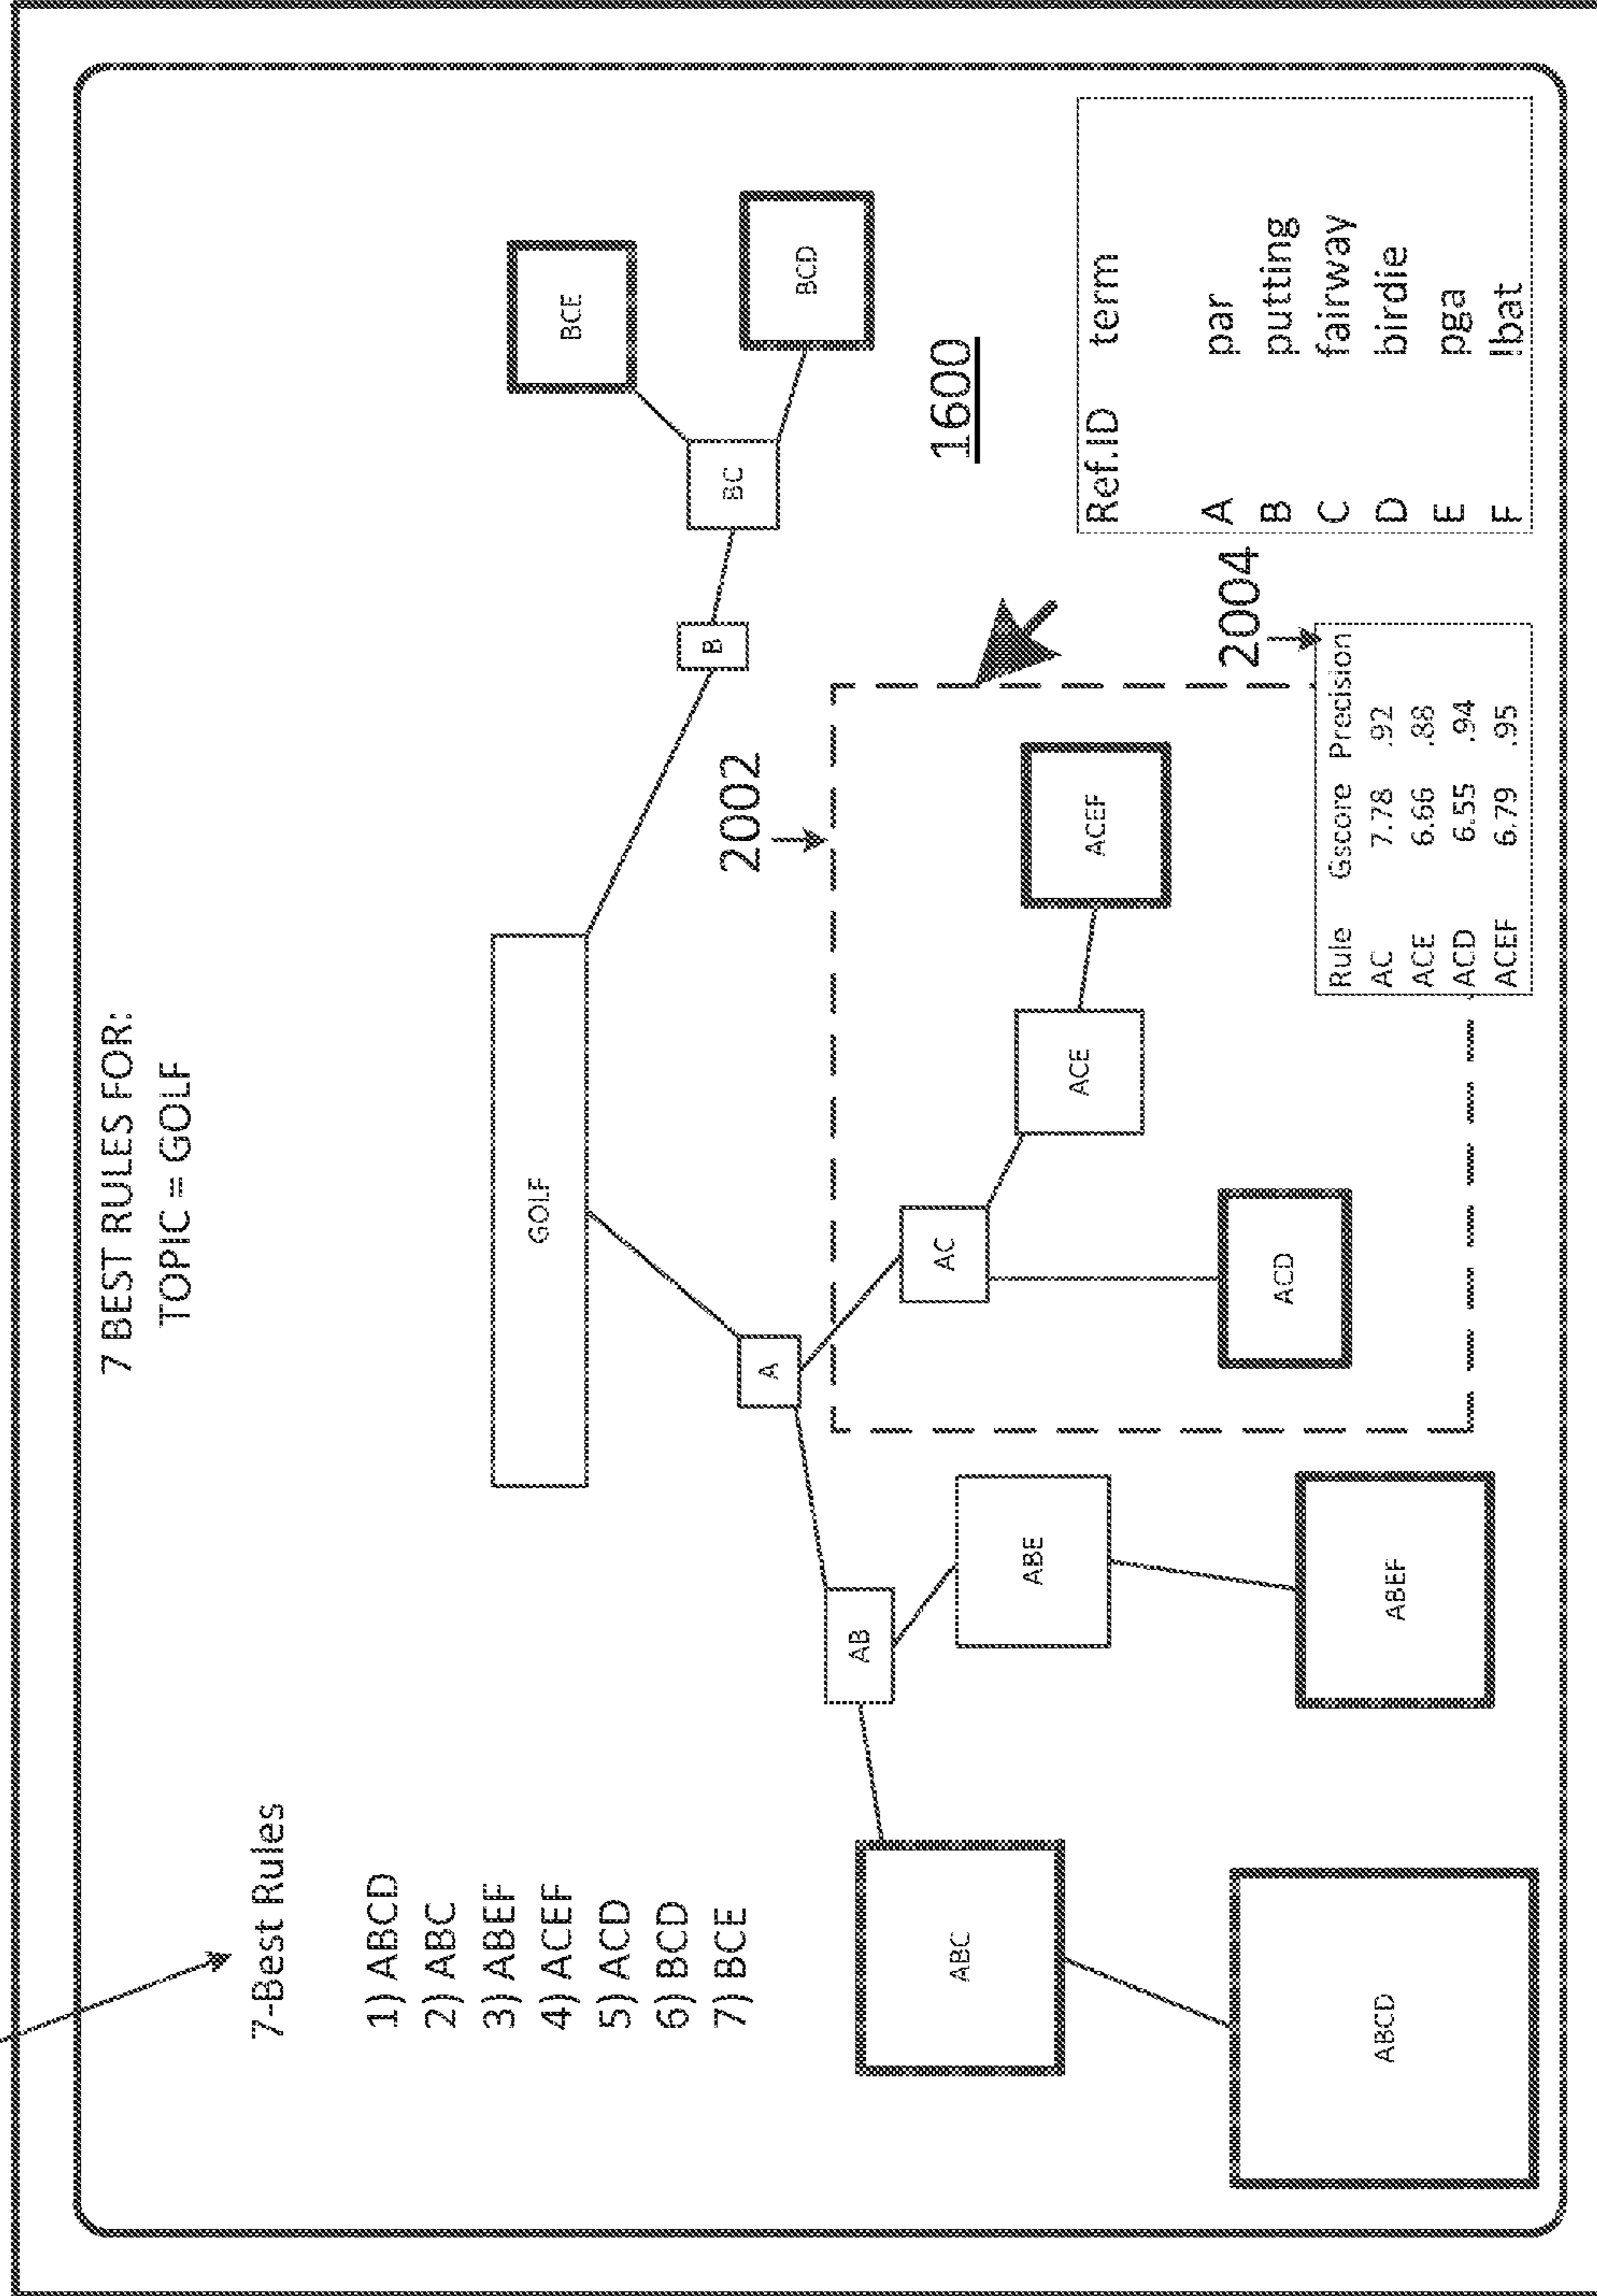 7 BEST RULES FOR:
TOPIC = GOLF
7-Best Rules
1) ABCD
2) ABC
3) ABEF
4) ACEF
5) ACD
6) BCD
7) BCE
GOLF
A
B
AB
AC
BC
BCE
BCD
ABC
ABE
ACE
ACEF
ACD
ABEF
ABCD
2002
1600
2004
Rule Gscore Precision
AC 7.78 .92
ACE 6.66 .88
ACD 6.55 .94
ACEF 6.79 .95
Ref.ID term
A par
B putting
C fairway
D birdie
E pga
F !bat